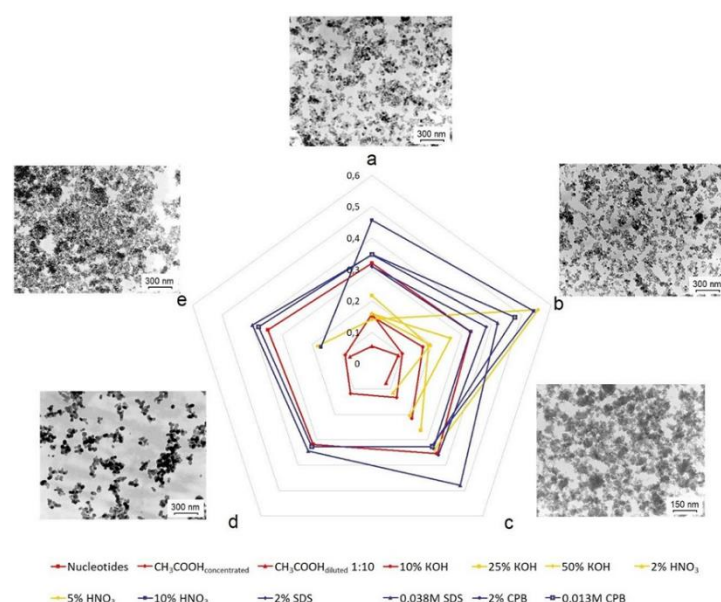 300 nm
a
0,6
300 nm
0,5
0,4
300 nm
0,3
e
b
0,2
0,1
0
300 nm
150 nm
d
c
Nucleotides CH₃COOHconcentrated CH₃COOHdiluted 1:10 10% KOH 25% KOH 50% KOH 2% HNO₃
5% HNO₃ 10% HNO₃ 2% SDS 0.038M SDS 2% CPB 0.013M CPB